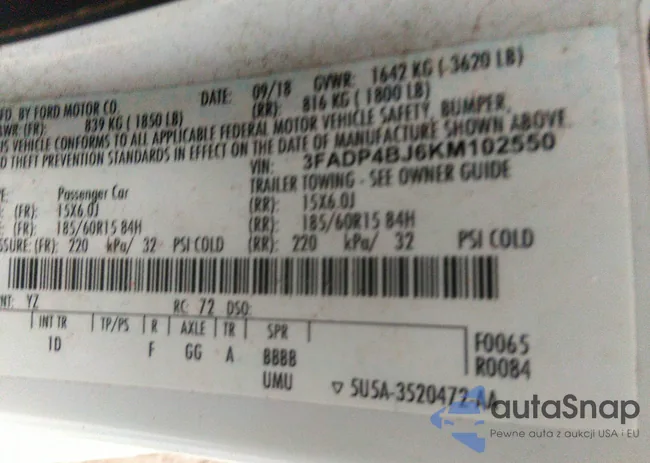 MFD. BY FORD MOTOR CO. DATE: 09/18 GVWR: 1642 KG (-3620 LB)
GAWR: (FR): 839 KG (1850 LB) (RR): 816 KG (1800 LB)
THIS VEHICLE CONFORMS TO ALL APPLICABLE FEDERAL MOTOR VEHICLE SAFETY, BUMPER,
AND THEFT PREVENTION STANDARDS IN EFFECT ON THE DATE OF MANUFACTURE SHOWN ABOVE.
VIN: 3FADP4BJ6KM102550
Passenger Car TRAILER TOWING - SEE OWNER GUIDE
(FR): 15X6.0J (RR): 15X6.0J
(FR): 185/60R15 84H (RR): 185/60R15 84H
(FR): 220 kPa/ 32 PSI COLD (RR): 220 kPa/ 32 PSI COLD
YZ RC: 72 DSO:
INT TR TP/PS R AXLE TR SPR F0065
1D F GG A BBBB R0084
UMU ▽ 5U5A-3520472-AA
autaSnap
Pewne auta z aukcji USA i EU